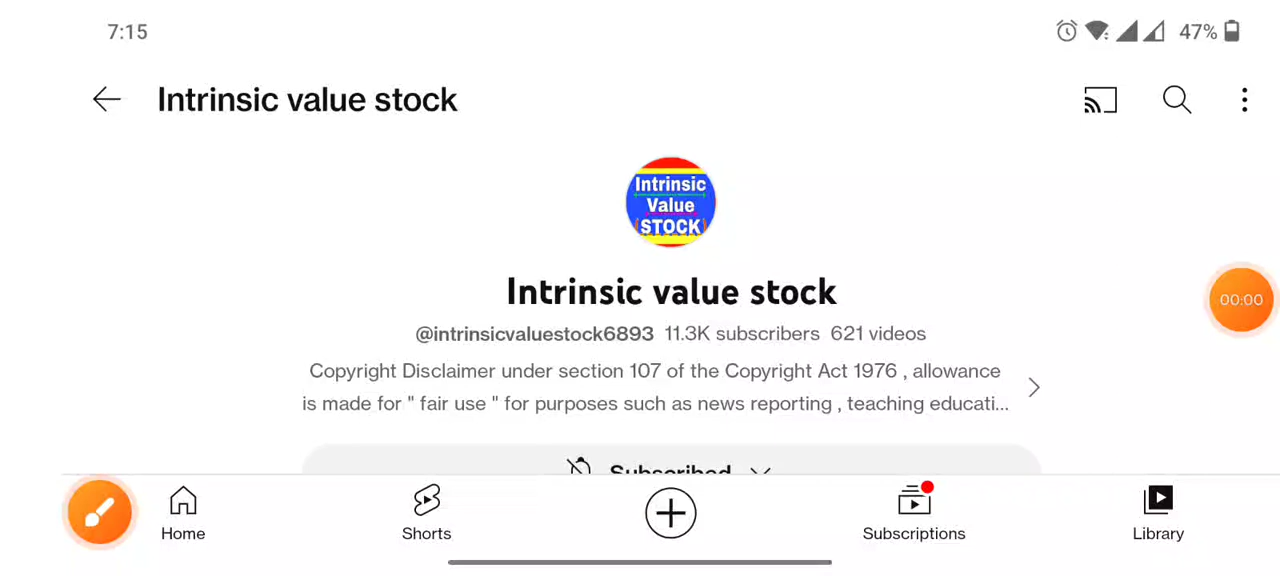 7:15
47%
Intrinsic value stock
Intrinsic
Value
(STOCK)
Intrinsic value stock
@intrinsicvaluestock6893 11.3K subscribers 621 videos
00:00
Copyright Disclaimer under section 107 of the Copyright Act 1976 , allowance
is made for " fair use " for purposes such as news reporting , teaching educati...
Subscribed
Home
Shorts
Subscriptions
Library